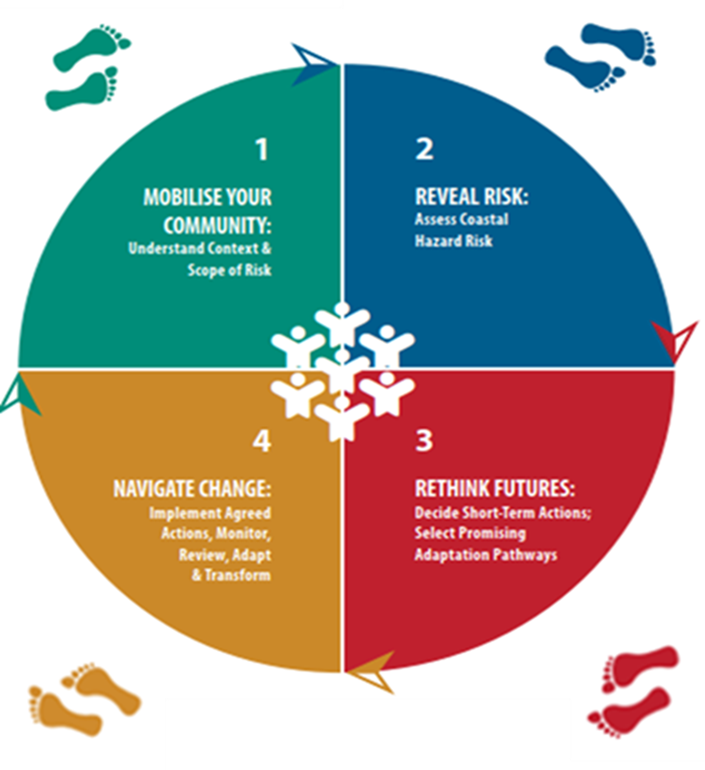 1
MOBILISE YOUR
COMMUNITY:
Understand Context &
Scope of Risk
2
REVEAL RISK:
Assess Coastal
Hazard Risk
3
RETHINK FUTURES:
Decide Short-Term Actions;
Select Promising
Adaptation Pathways
4
NAVIGATE CHANGE:
Implement Agreed
Actions, Monitor,
Review, Adapt
& Transform